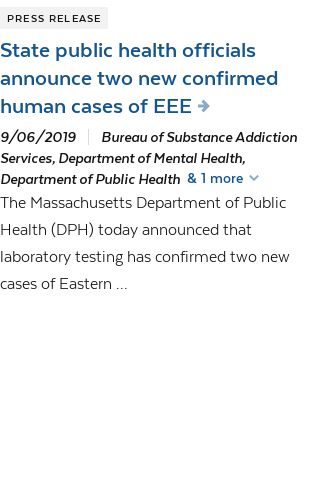 PRESS RELEASE
State public health officials
announce two new confirmed
human cases of EEE
9/06/2019 Bureau of Substance Addiction
Services, Department of Mental Health,
Department of Public Health & 1 more
The Massachusetts Department of Public
Health (DPH) today announced that
laboratory testing has confirmed two new
cases of Eastern ...